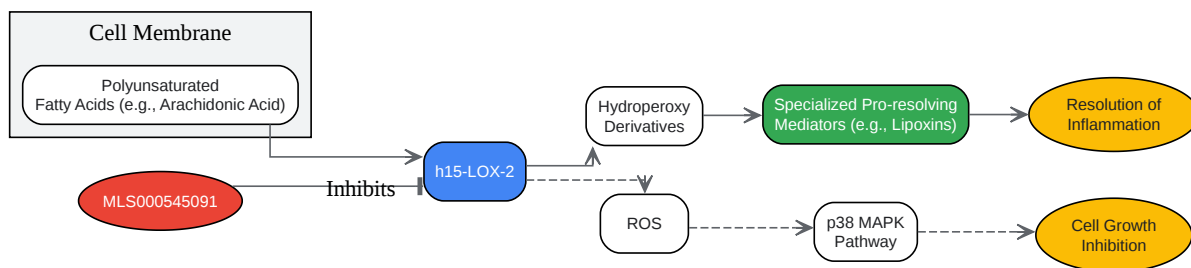 Cell Membrane
Polyunsaturated
Fatty Acids (e.g., Arachidonic Acid)
Hydroperoxy
Derivatives
Specialized Pro-resolving
Mediators (e.g., Lipoxins)
Resolution of
Inflammation
h15-LOX-2
Inhibits
MLS000545091
ROS
p38 MAPK
Pathway
Cell Growth
Inhibition